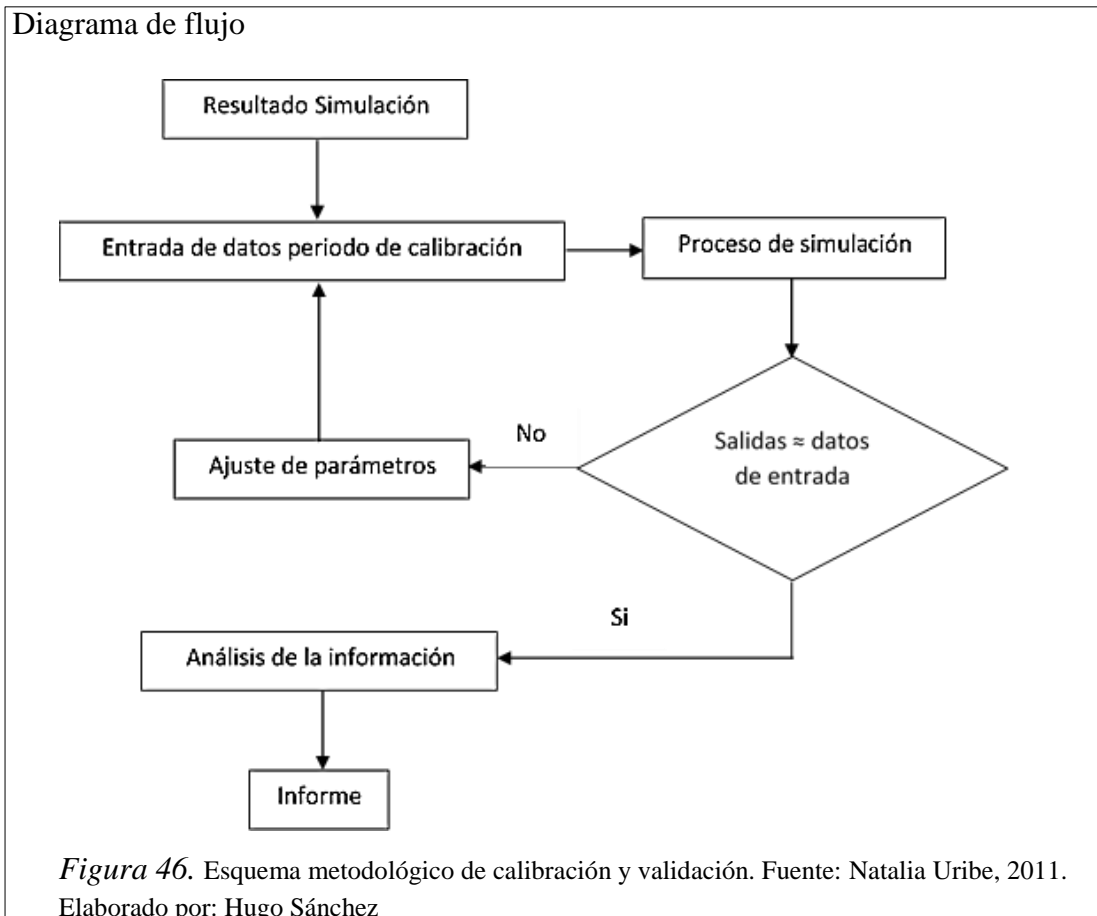 Diagrama de flujo
Resultado Simulación
Entrada de datos periodo de calibración
Proceso de simulación
Salidas ≈ datos
de entrada
No
Ajuste de parámetros
Si
Análisis de la información
Informe
Figura 46. Esquema metodológico de calibración y validación. Fuente: Natalia Uribe, 2011.
Elaborado por: Hugo Sánchez